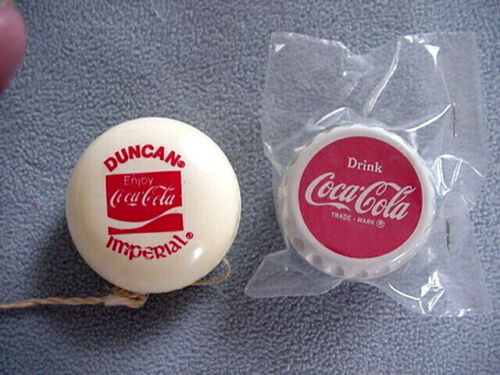 DUNCAN®
Enjoy
Coca-Cola
IMPERIAL®
Drink
Coca-Cola
TRADE-MARK ®